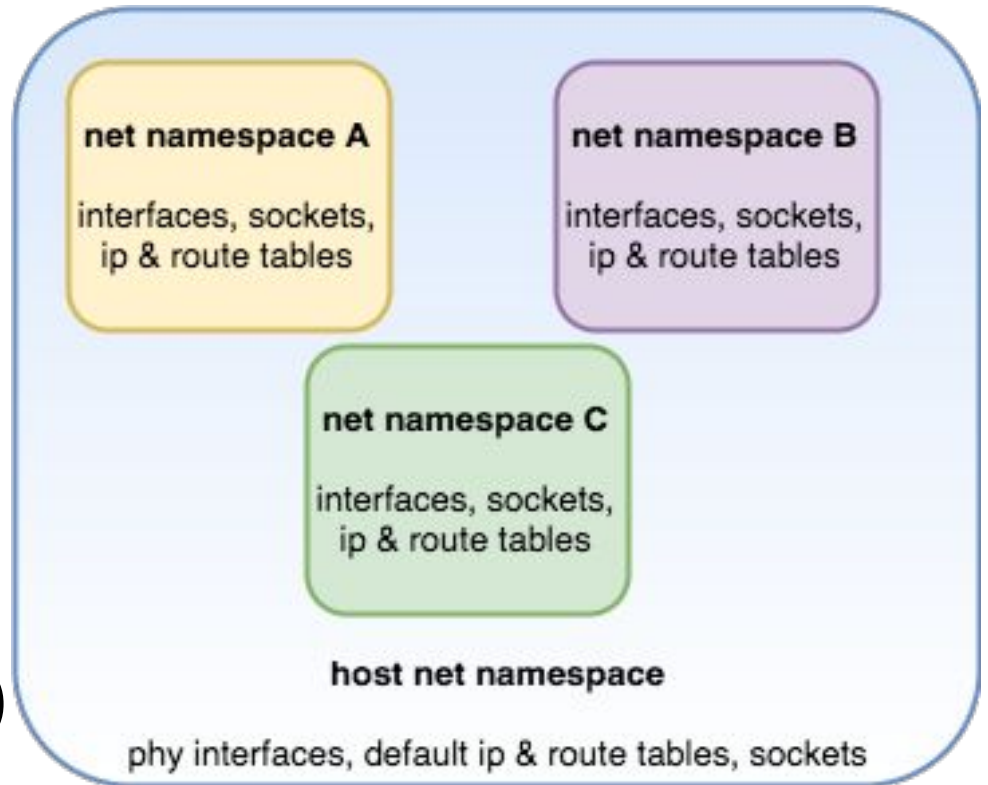 net namespace A
interfaces, sockets,
ip & route tables
net namespace B
interfaces, sockets,
ip & route tables
net namespace C
interfaces, sockets,
ip & route tables
host net namespace
)
phy interfaces, default ip & route tables, sockets